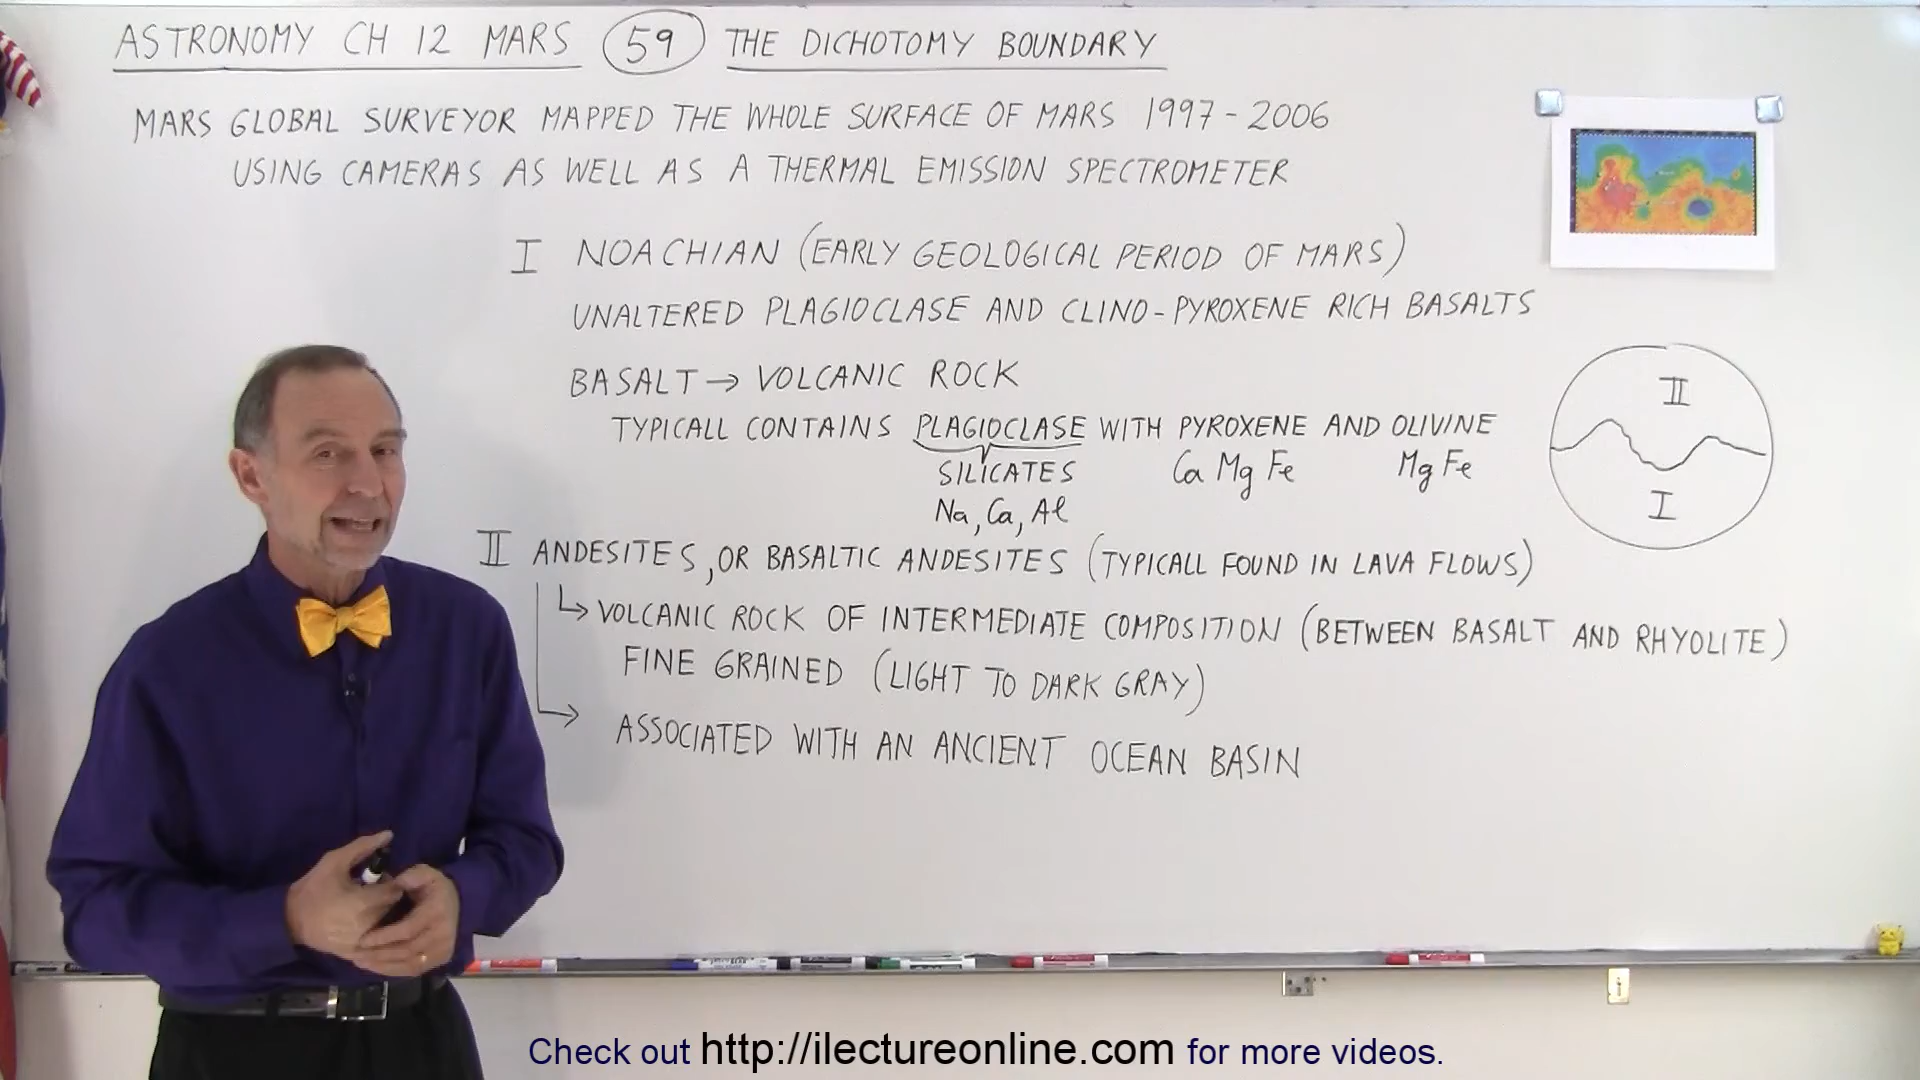 ASTRONOMY CH 12 MARS 59 THE DICHOTOMY BOUNDARY
MARS GLOBAL SURVEYOR MAPPED THE WHOLE SURFACE OF MARS 1997-2006
USING CAMERAS AS WELL AS A THERMAL EMISSION SPECTROMETER
I NOACHIAN (EARLY GEOLOGICAL PERIOD OF MARS)
UNALTERED PLAGIOCLASE AND CLINO-PYROXENE RICH BASALTS
BASALT → VOLCANIC ROCK
TYPICALL CONTAINS PLAGIOCLASE WITH PYROXENE AND OLIVINE
SILICATES Ca Mg Fe Mg Fe
Na, Ca, Al
II
I
II ANDESITES, OR BASALTIC ANDESITES (TYPICALL FOUND IN LAVA FLOWS)
VOLCANIC ROCK OF INTERMEDIATE COMPOSITION (BETWEEN BASALT AND RHYOLITE)
FINE GRAINED (LIGHT TO DARK GRAY)
ASSOCIATED WITH AN ANCIENT OCEAN BASIN
Check out http://ilectureonline.com for more videos.